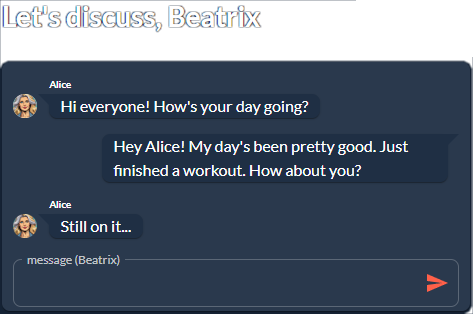 Let's discuss, Beatrix
Alice
Hi everyone! How's your day going?
Hey Alice! My day's been pretty good. Just
finished a workout. How about you?
Alice
Still on it...
message (Beatrix)